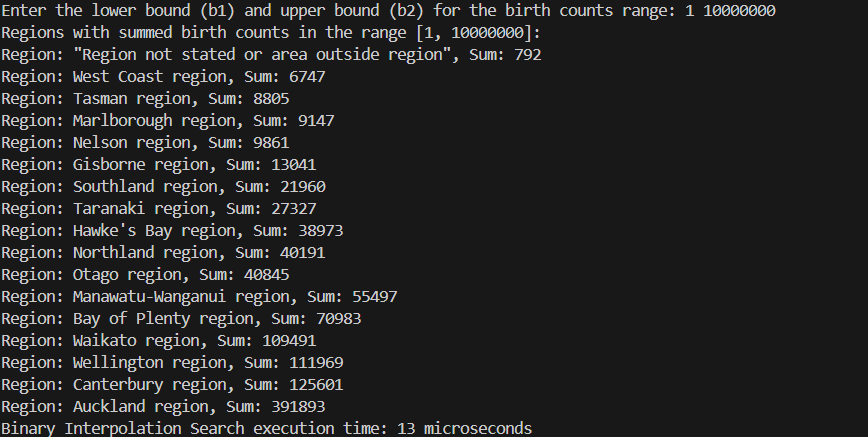 Enter the lower bound (b1) and upper bound (b2) for the birth counts range: 1 10000000
Regions with summed birth counts in the range [1, 10000000]:
Region: "Region not stated or area outside region", Sum: 792
Region: West Coast region, Sum: 6747
Region: Tasman region, Sum: 8805
Region: Marlborough region, Sum: 9147
Region: Nelson region, Sum: 9861
Region: Gisborne region, Sum: 13041
Region: Southland region, Sum: 21960
Region: Taranaki region, Sum: 27327
Region: Hawke's Bay region, Sum: 38973
Region: Northland region, Sum: 40191
Region: Otago region, Sum: 40845
Region: Manawatu-Wanganui region, Sum: 55497
Region: Bay of Plenty region, Sum: 70983
Region: Waikato region, Sum: 109491
Region: Wellington region, Sum: 111969
Region: Canterbury region, Sum: 125601
Region: Auckland region, Sum: 391893
Binary Interpolation Search execution time: 13 microseconds